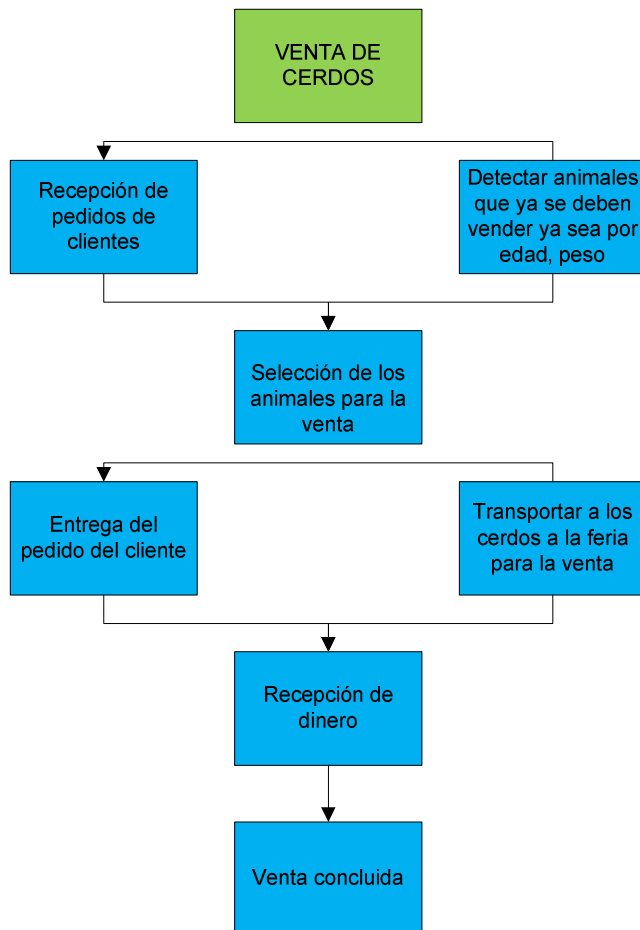 VENTA DE
CERDOS
Recepción de
pedidos de
clientes
Detectar animales
que ya se deben
vender ya sea por
edad, peso
Selección de los
animales para la
venta
Entrega del
pedido del cliente
Transportar a los
cerdos a la feria
para la venta
Recepción de
dinero
Venta concluida